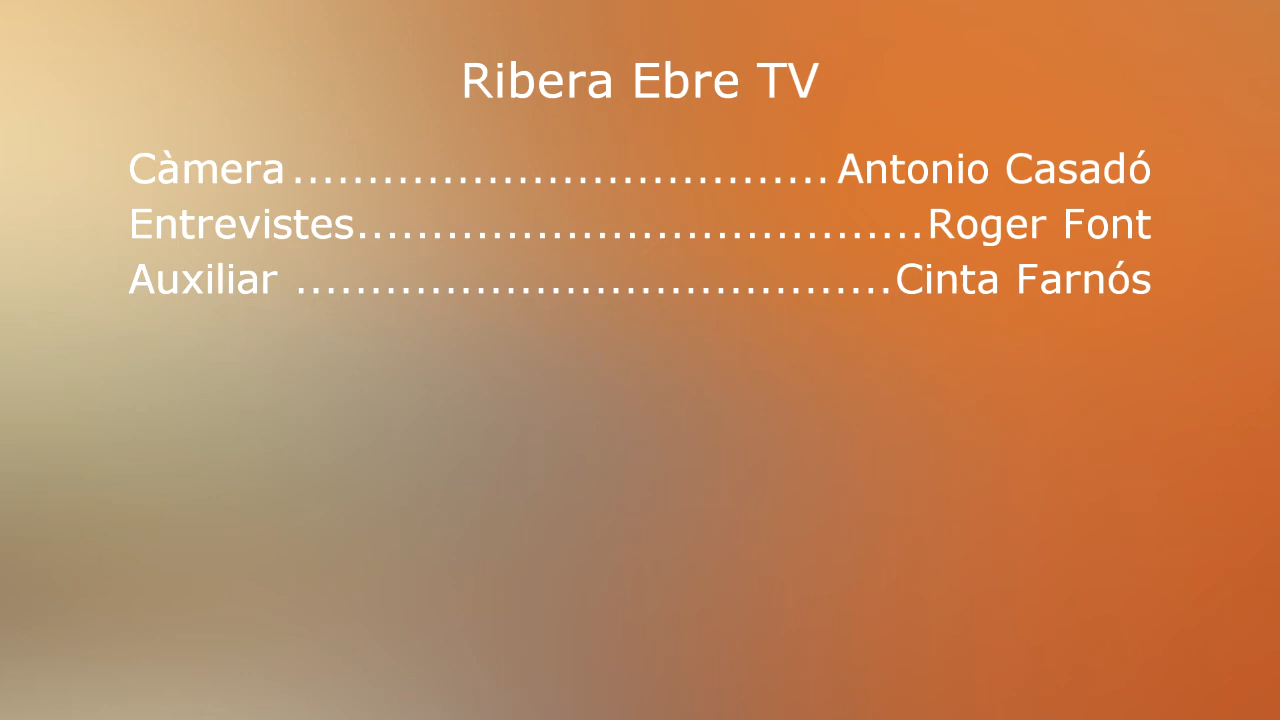 Ribera Ebre TV
Càmera....................................Antonio Casadó
Entrevistes......................................Roger Font
Auxiliar ........................................Cinta Farnós